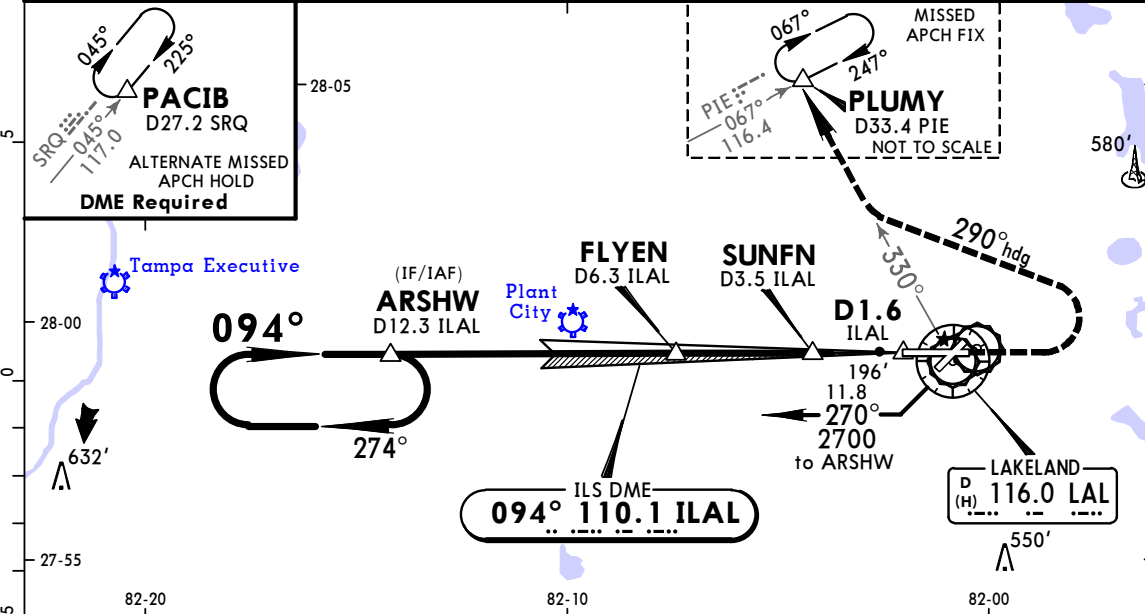 045°
225°
PACIB
D27.2 SRQ
SRQ
045°
117.0
ALTERNATE MISSED
APCH HOLD
DME Required
28-05
067°
247°
MISSED
APCH FIX
PIE
067°
116.4
PLUMY
D33.4 PIE
NOT TO SCALE
580'
5
Tampa Executive
(IF/IAF)
ARSHW
D12.3 ILAL
FLYEN
D6.3 ILAL
SUNFN
D3.5 ILAL
290° hdg
330°
Plant
City
D1.6
ILAL
28-00
094°
0
196'
11.8
270°
2700
to ARSHW
274°
632'
ILS DME
094° 110.1 ILAL
LAKELAND
D
(H)
116.0 LAL
550'
27-55
5
82-20
82-10
82-00